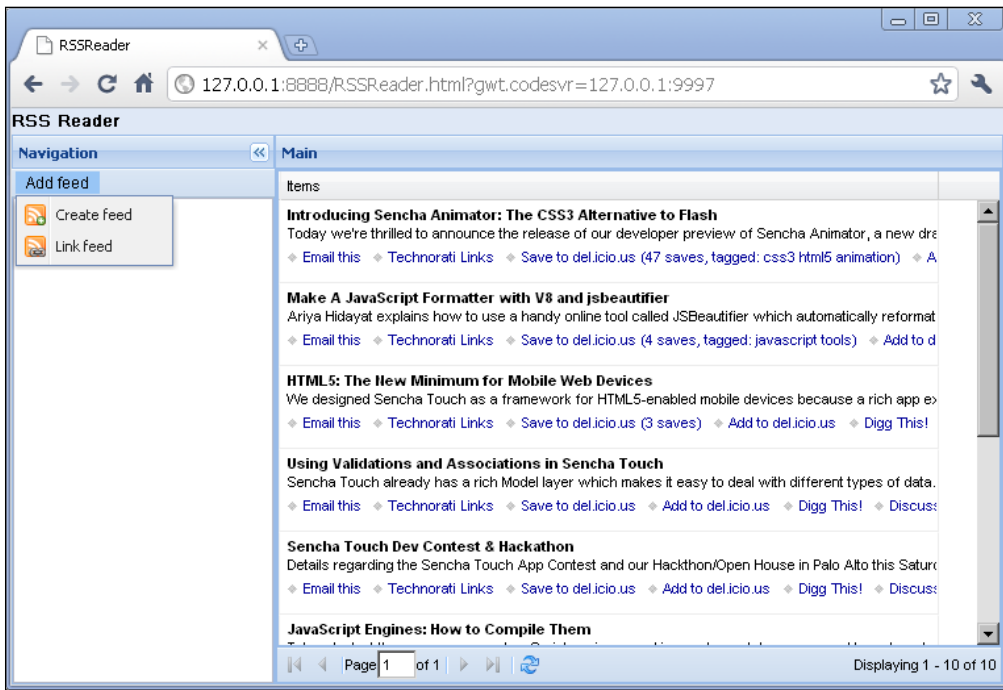 RSSReader
127.0.0.1:8888/RSSReader.html?gwt.codesvr=127.0.0.1:9997
RSS Reader
Navigation
Main
Add feed
Items
Create feed
Link feed
Introducing Sencha Animator: The CSS3 Alternative to Flash
Today we're thrilled to announce the release of our developer preview of Sencha Animator, a new dra
Email this Technorati Links Save to del.icio.us (47 saves, tagged: css3 html5 animation) A
Make A JavaScript Formatter with V8 and jsbeautifier
Ariya Hidayat explains how to use a handy online tool called JSBeautifier which automatically reformat
Email this Technorati Links Save to del.icio.us (4 saves, tagged: javascript tools) Add to d
HTML5: The New Minimum for Mobile Web Devices
We designed Sencha Touch as a framework for HTML5-enabled mobile devices because a rich app ex
Email this Technorati Links Save to del.icio.us (3 saves) Add to del.icio.us Digg This!
Using Validations and Associations in Sencha Touch
Sencha Touch already has a rich Model layer which makes it easy to deal with different types of data.
Email this Technorati Links Save to del.icio.us Add to del.icio.us Digg This! Discuss
Sencha Touch Dev Contest & Hackathon
Details regarding the Sencha Touch App Contest and our Hackthon/Open House in Palo Alto this Saturd
Email this Technorati Links Save to del.icio.us Add to del.icio.us Digg This! Discuss
JavaScript Engines: How to Compile Them
Page 1 of 1
Displaying 1 - 10 of 10